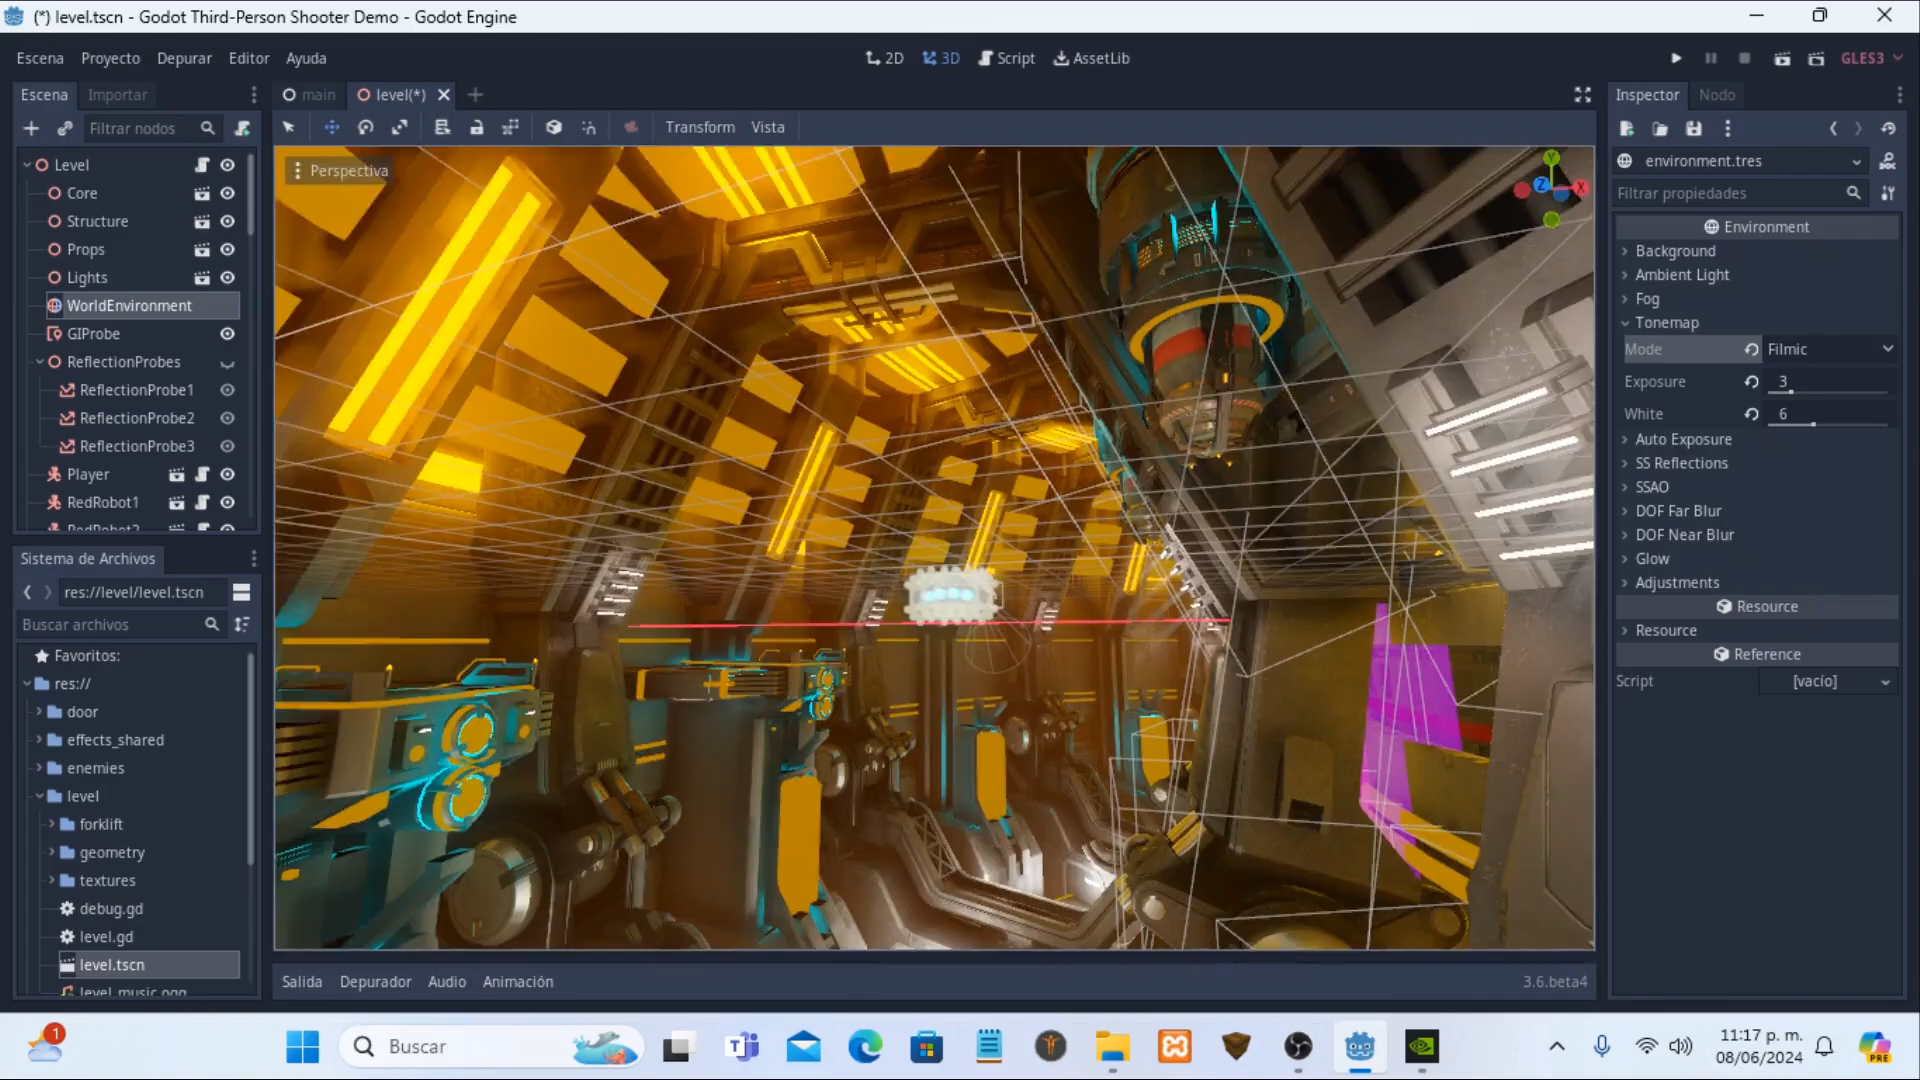 (*) level.tscn - Godot Third-Person Shooter Demo - Godot Engine
Escena Proyecto Depurar Editor Ayuda
2D 3D Script AssetLib
GLES3
Escena Importar
main level(*)
Inspector Nodo
Filtrar nodos
Transform Vista
Perspectiva
Y
Z
X
Level
Core
Structure
Props
Lights
WorldEnvironment
GIProbe
ReflectionProbes
ReflectionProbe1
ReflectionProbe2
ReflectionProbe3
Player
RedRobot1
RedRobot2
Sistema de Archivos
res://level/level.tscn
Buscar archivos
Favoritos:
res://
door
effects_shared
enemies
level
forklift
geometry
textures
debug.gd
level.gd
level.tscn
level_music.ogg
environment.tres
Filtrar propiedades
Environment
Background
Ambient Light
Fog
Tonemap
Mode Filmic
Exposure 3
White 6
Auto Exposure
SS Reflections
SSAO
DOF Far Blur
DOF Near Blur
Glow
Adjustments
Resource
Resource
Reference
Script [vacío]
Salida Depurador Audio Animación
3.6.beta4
1
Buscar
11:17 p. m.
08/06/2024
PRE